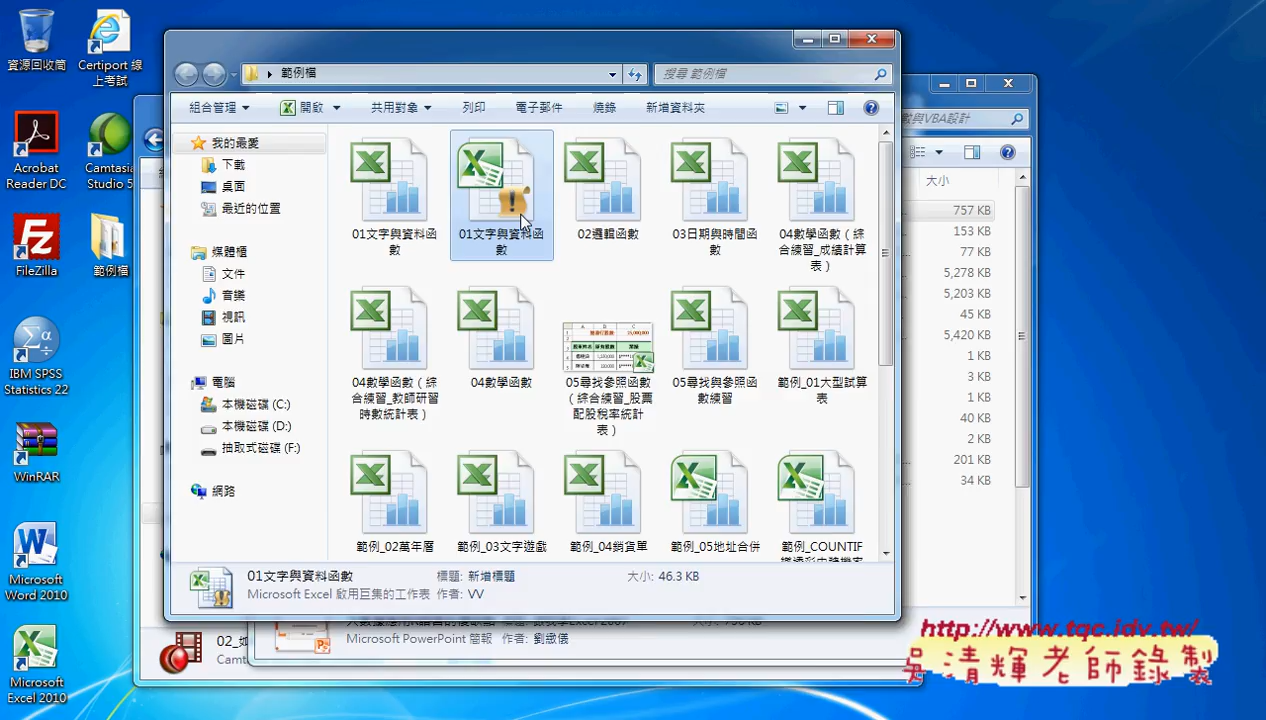 資源回收筒
Certiport 線
上考試
Acrobat
Reader DC
Camtasia
Studio 5
FileZilla
範例檔
IBM SPSS
Statistics 22
WinRAR
Microsoft
Word 2010
Microsoft
Excel 2010
範例檔
搜尋 範例檔
組合管理
開啟
共用對象
列印
電子郵件
燒錄
新增資料夾
我的最愛
下載
桌面
最近的位置
媒體櫃
文件
音樂
視訊
圖片
電腦
本機磁碟 (C:)
本機磁碟 (D:)
抽取式磁碟 (F:)
網路
01文字與資料函
數
01文字與資料函
數
02邏輯函數
03日期與時間函
數
04數學函數（綜
合練習_成績計算
表）
04數學函數（綜
合練習_教師研習
時數統計表）
04數學函數
05尋找參照函數
（綜合練習_股票
配股稅率統計
表）
05尋找與參照函
數練習
範例_01大型試算
表
範例_02萬年曆
範例_03文字遊戲
範例_04銷貨單
範例_05地址合併
範例_COUNTIF
01文字與資料函數
標題: 新增標題
大小: 46.3 KB
Microsoft Excel 啟用巨集的工作表
作者: VV
數與VBA設計
大小
757 KB
153 KB
77 KB
5,278 KB
5,203 KB
45 KB
5,420 KB
1 KB
3 KB
1 KB
40 KB
2 KB
201 KB
34 KB
Microsoft PowerPoint 簡報
作者: 劉緻儀
http://www.tqc.idv.tw/
吳清輝老師錄製